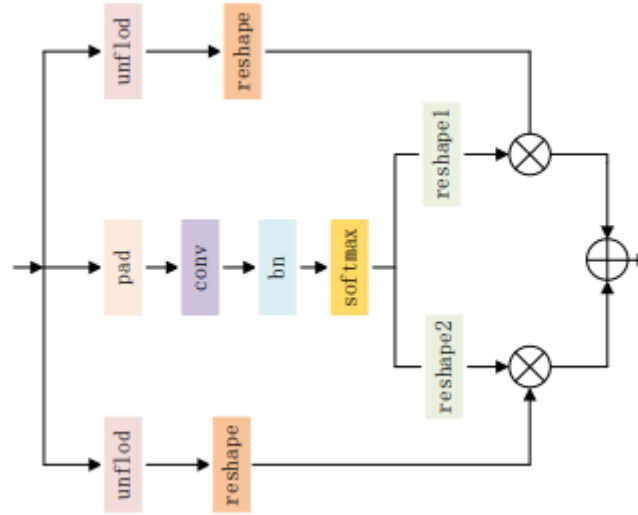 unflod
reshape
pad
conv
bn
softmax
reshape1
reshape2
unflod
reshape